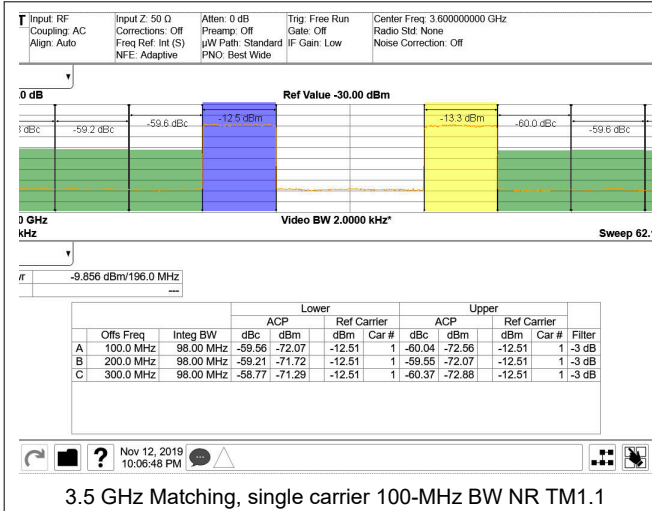 T Input: RF Input Z: 50 Ω Atten: 0 dB Trig: Free Run Center Freq: 3.600000000 GHz
Coupling: AC Corrections: Off Preamp: Off Gate: Off Radio Std: None
Align: Auto Freq Ref: Int (S) µW Path: Standard IF Gain: Low Noise Correction: Off
NFE: Adaptive PNO: Best Wide
.0 dB Ref Value -30.00 dBm
dBc -59.2 dBc -59.6 dBc -12.5 dBm -13.3 dBm -60.0 dBc -59.6 dBc
0 GHz Video BW 2.0000 kHz*
kHz Sweep 62.
-9.856 dBm/196.0 MHz
---
Lower Upper
ACP Ref Carrier ACP Ref Carrier
Offs Freq Integ BW dBc dBm dBm Car # dBc dBm dBm Car # Filter
A 100.0 MHz 98.00 MHz -59.56 -72.07 -12.51 1 -60.04 -72.56 -12.51 1 -3 dB
B 200.0 MHz 98.00 MHz -59.21 -71.72 -12.51 1 -59.55 -72.07 -12.51 1 -3 dB
C 300.0 MHz 98.00 MHz -58.77 -71.29 -12.51 1 -60.37 -72.88 -12.51 1 -3 dB
? Nov 12, 2019
10:06:48 PM
3.5 GHz Matching, single carrier 100-MHz BW NR TM1.1